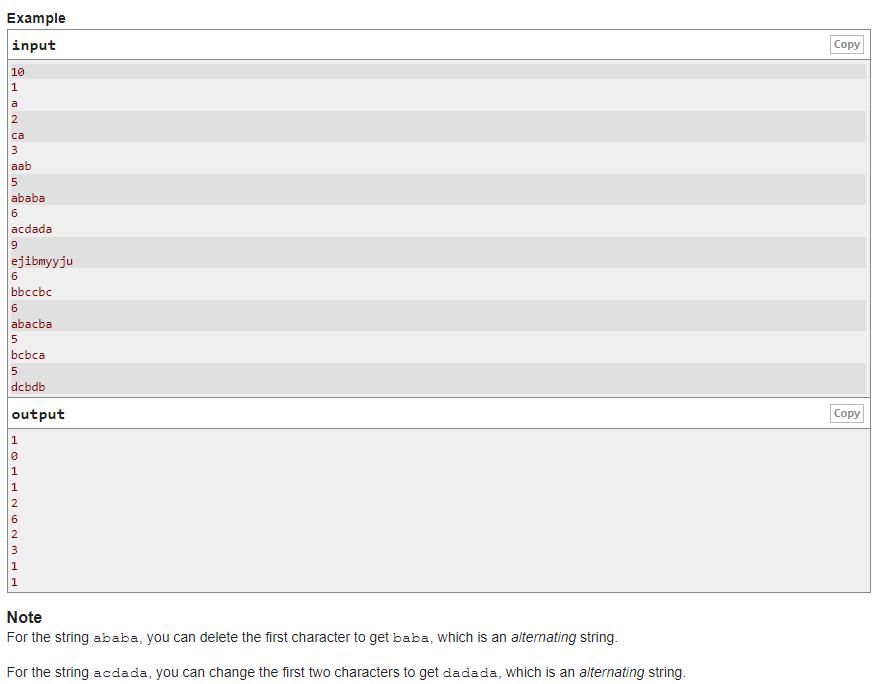 Example
input
Copy
10
1
a
2
ca
3
aab
5
ababa
6
acdada
9
ejibmyyju
6
bbccbc
6
abacba
5
bcbca
5
dcbdb
output
Copy
1
0
1
1
2
6
2
3
1
1
Note
For the string ababa, you can delete the first character to get baba, which is an alternating string.
For the string acdada, you can change the first two characters to get dadada, which is an alternating string.